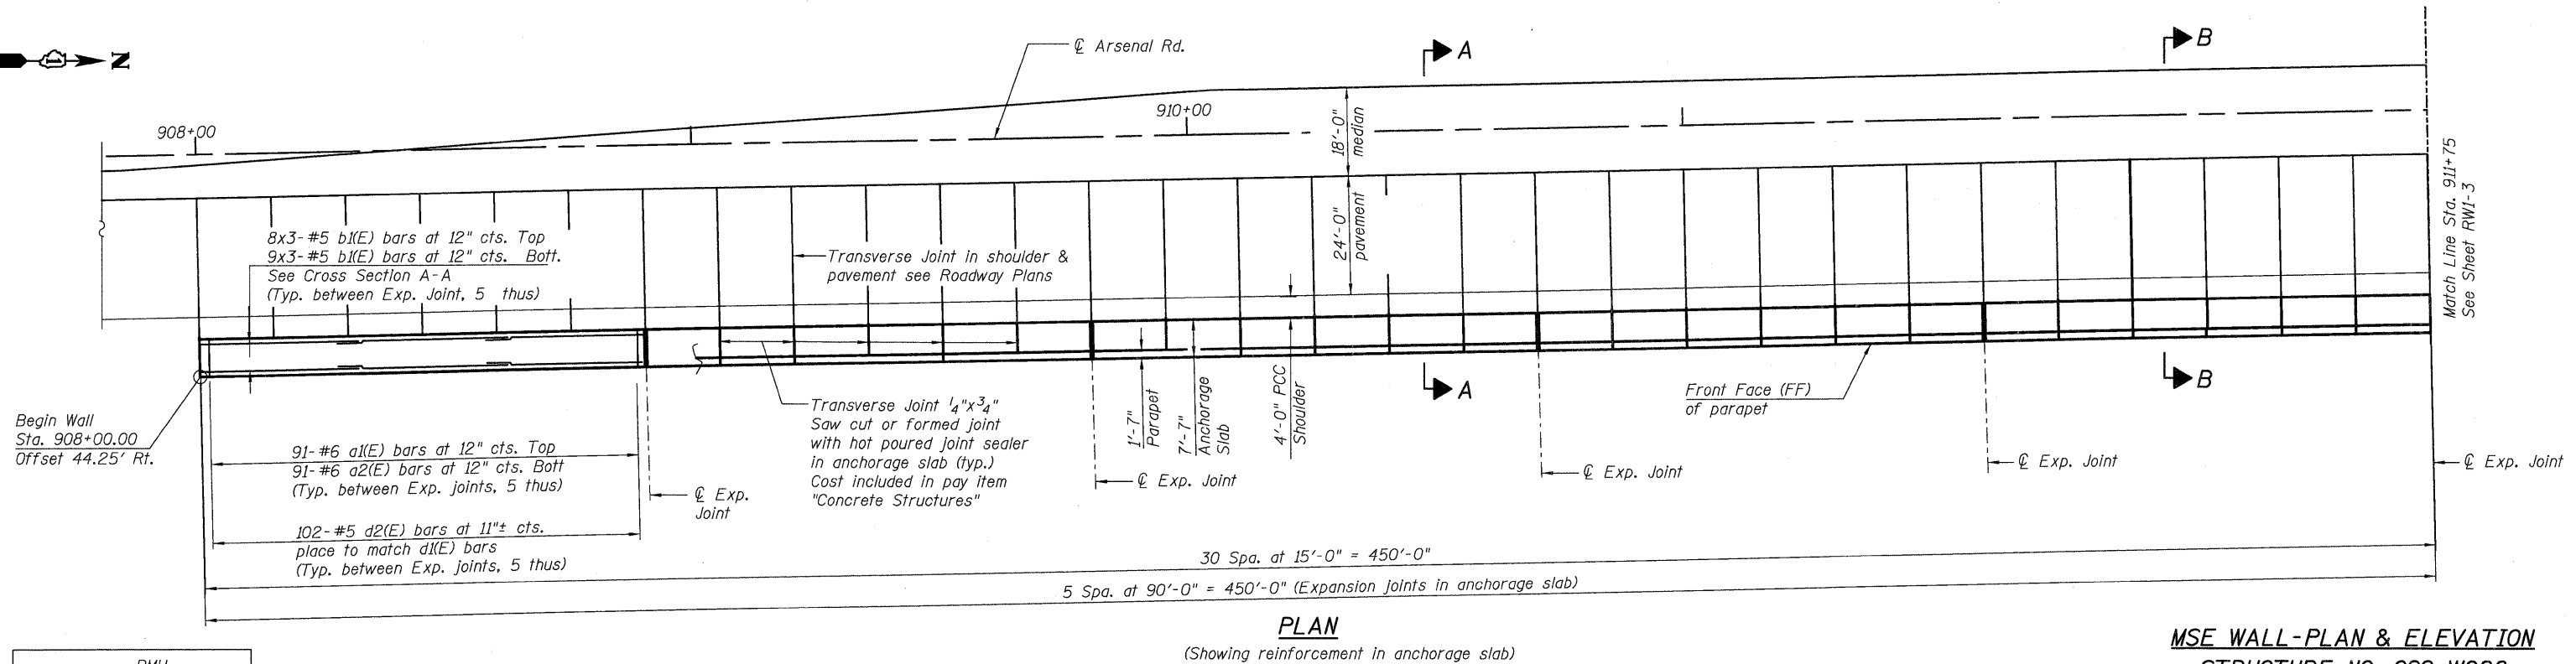 N
908+00
℄ Arsenal Rd.
910+00
A
B
18'-0"
median
24'-0"
pavement
8x3-#5 b1(E) bars at 12" cts. Top
9x3-#5 b1(E) bars at 12" cts. Bott.
See Cross Section A-A
(Typ. between Exp. Joint, 5 thus)
Transverse Joint in shoulder &
pavement see Roadway Plans
Match Line Sta. 911+75
See Sheet RW1-3
Begin Wall
Sta. 908+00.00
Offset 44.25' Rt.
91-#6 a1(E) bars at 12" cts. Top
91-#6 a2(E) bars at 12" cts. Bott
(Typ. between Exp. joints, 5 thus)
102-#5 d2(E) bars at 11"± cts.
place to match d1(E) bars
(Typ. between Exp. joints, 5 thus)
℄ Exp.
Joint
Transverse Joint ¼"x¾"
Saw cut or formed joint
with hot poured joint sealer
in anchorage slab (typ.)
Cost included in pay item
"Concrete Structures"
1'-7"
Parapet
7'-7"
Anchorage
Slab
4'-0" PCC
Shoulder
℄ Exp. Joint
A
℄ Exp. Joint
Front Face (FF)
of parapet
℄ Exp. Joint
B
℄ Exp. Joint
30 Spa. at 15'-0" = 450'-0"
5 Spa. at 90'-0" = 450'-0" (Expansion joints in anchorage slab)
PLAN
(Showing reinforcement in anchorage slab)
MSE WALL-PLAN & ELEVATION